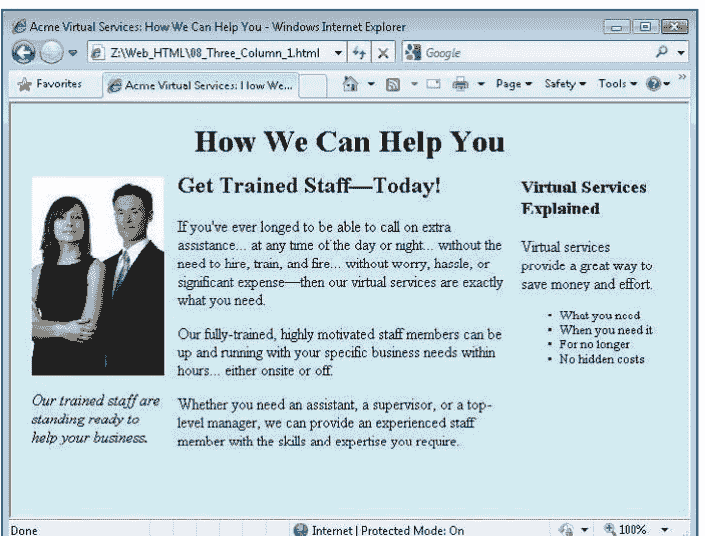 Acme Virtual Services: How We Can Help You - Windows Internet Explorer
Z:\Web_HTML\08_Three_Column_1.html
Google
Favorites
Acme Virtual Services: How We...
Page
Safety
Tools
How We Can Help You
Get Trained Staff—Today!
If you've ever longed to be able to call on extra
assistance... at any time of the day or night... without the
need to hire, train, and fire... without worry, hassle, or
significant expense—then our virtual services are exactly
what you need.
Our fully-trained, highly motivated staff members can be
up and running with your specific business needs within
hours... either onsite or off.
Whether you need an assistant, a supervisor, or a top-
level manager, we can provide an experienced staff
member with the skills and expertise you require.
Our trained staff are
standing ready to
help your business.
Virtual Services
Explained
Virtual services
provide a great way to
save money and effort.
• What you need
• When you need it
• For no longer
• No hidden costs
Done
Internet | Protected Mode: On
100%